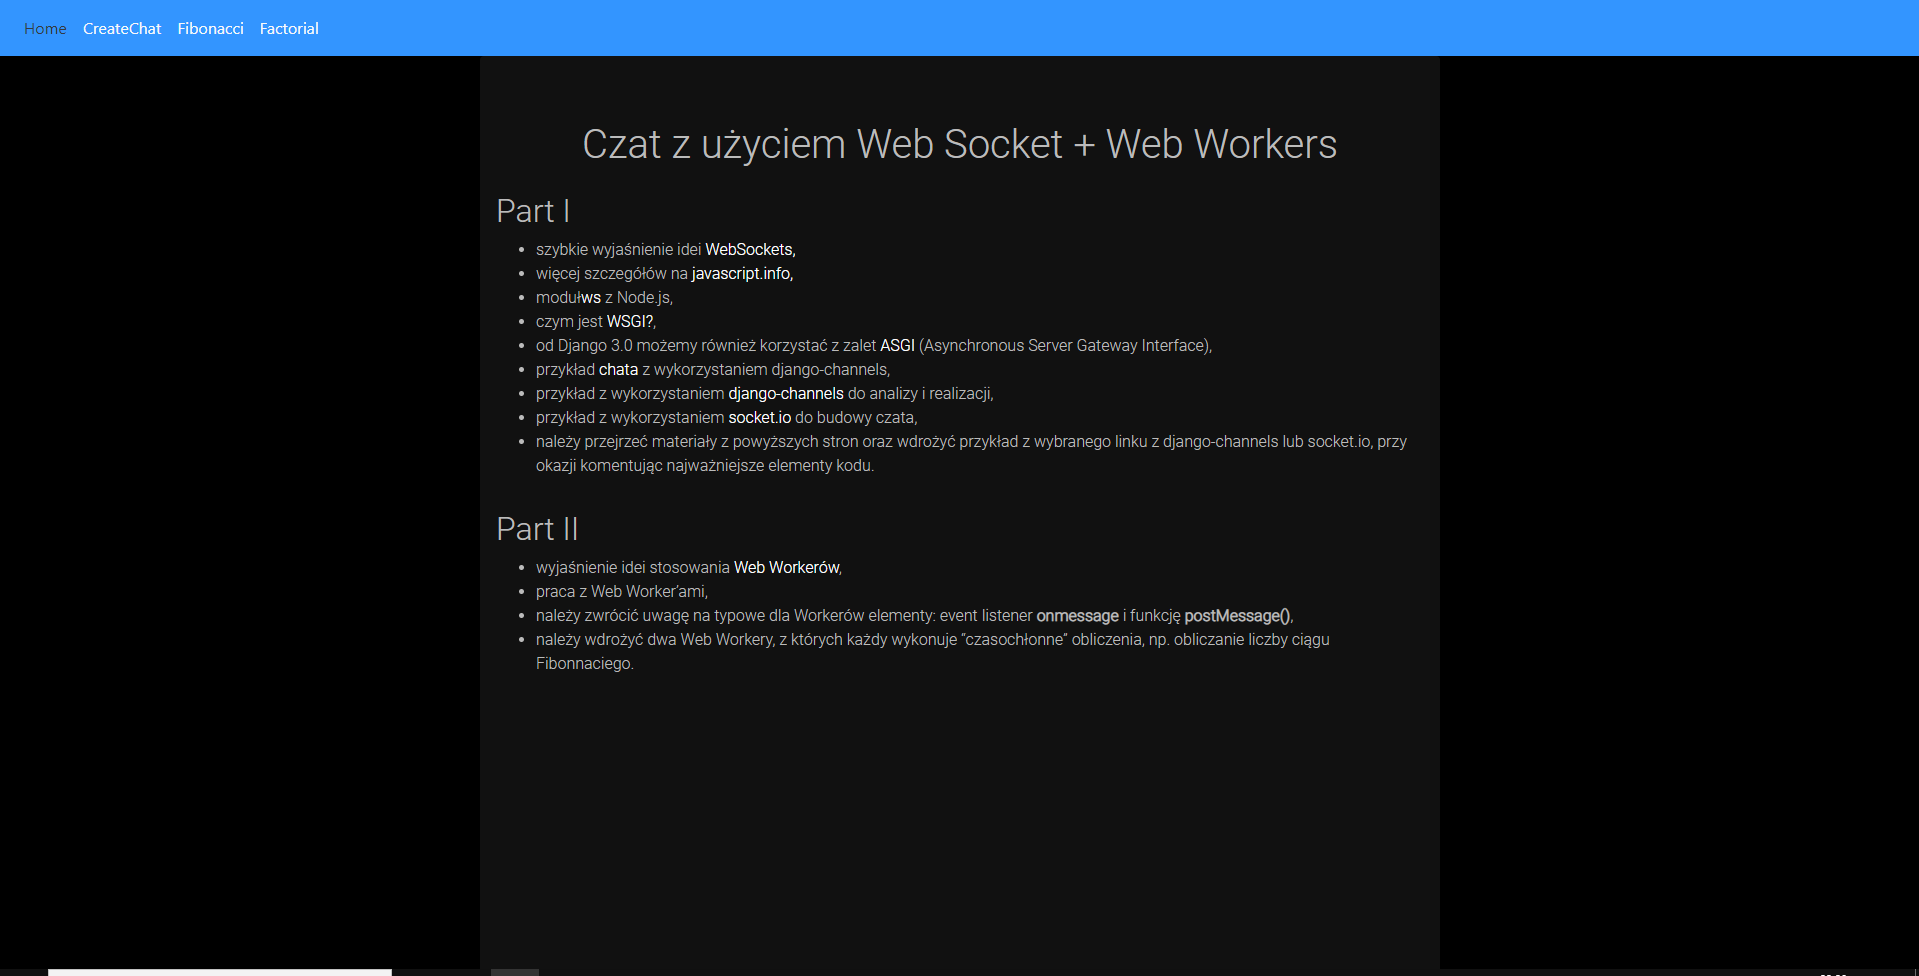 Home CreateChat Fibonacci Factorial
Czat z użyciem Web Socket + Web Workers
Part I
• szybkie wyjaśnienie idei WebSockets,
• więcej szczegółów na javascript.info,
• modułws z Node.js,
• czym jest WSGI?,
• od Django 3.0 możemy również korzystać z zalet ASGI (Asynchronous Server Gateway Interface),
• przykład chata z wykorzystaniem django-channels,
• przykład z wykorzystaniem django-channels do analizy i realizacji,
• przykład z wykorzystaniem socket.io do budowy czata,
• należy przejrzeć materiały z powyższych stron oraz wdrożyć przykład z wybranego linku z django-channels lub socket.io, przy
okazji komentując najważniejsze elementy kodu.
Part II
• wyjaśnienie idei stosowania Web Workerów,
• praca z Web Worker'ami,
• należy zwrócić uwagę na typowe dla Workerów elementy: event listener onmessage i funkcję postMessage(),
• należy wdrożyć dwa Web Workery, z których każdy wykonuje "czasochłonne" obliczenia, np. obliczanie liczby ciągu
Fibonnaciego.